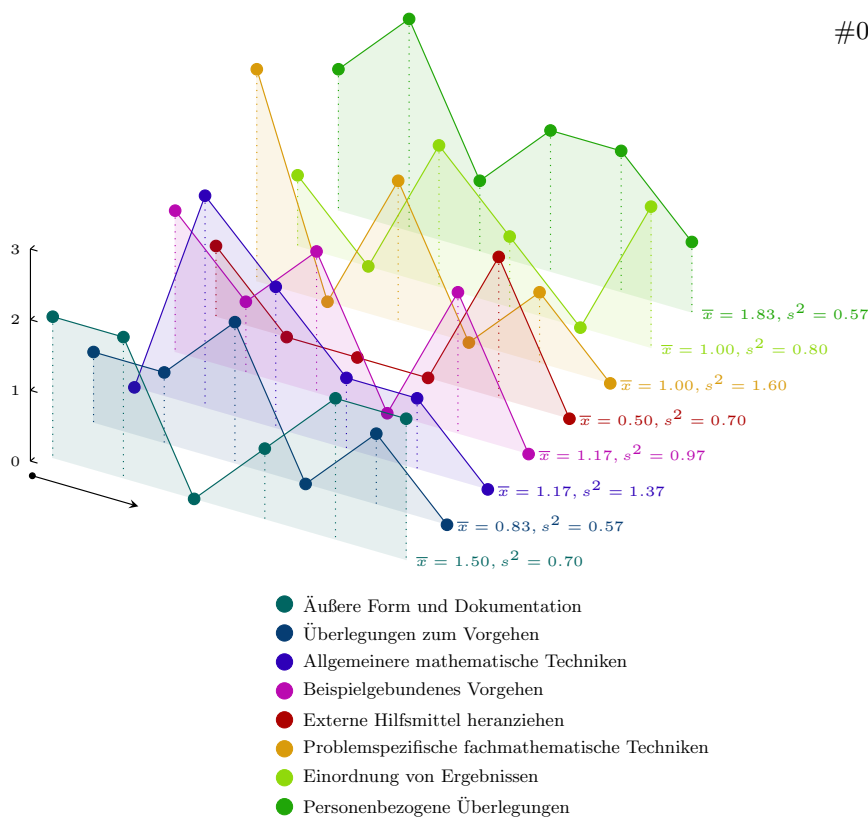 #0
3
2
1
0
x̅ = 1.83, s² = 0.57
x̅ = 1.00, s² = 0.80
x̅ = 1.00, s² = 1.60
x̅ = 0.50, s² = 0.70
x̅ = 1.17, s² = 0.97
x̅ = 1.17, s² = 1.37
x̅ = 0.83, s² = 0.57
x̅ = 1.50, s² = 0.70
Äußere Form und Dokumentation
Überlegungen zum Vorgehen
Allgemeinere mathematische Techniken
Beispielgebundenes Vorgehen
Externe Hilfsmittel heranziehen
Problemspezifische fachmathematische Techniken
Einordnung von Ergebnissen
Personenbezogene Überlegungen